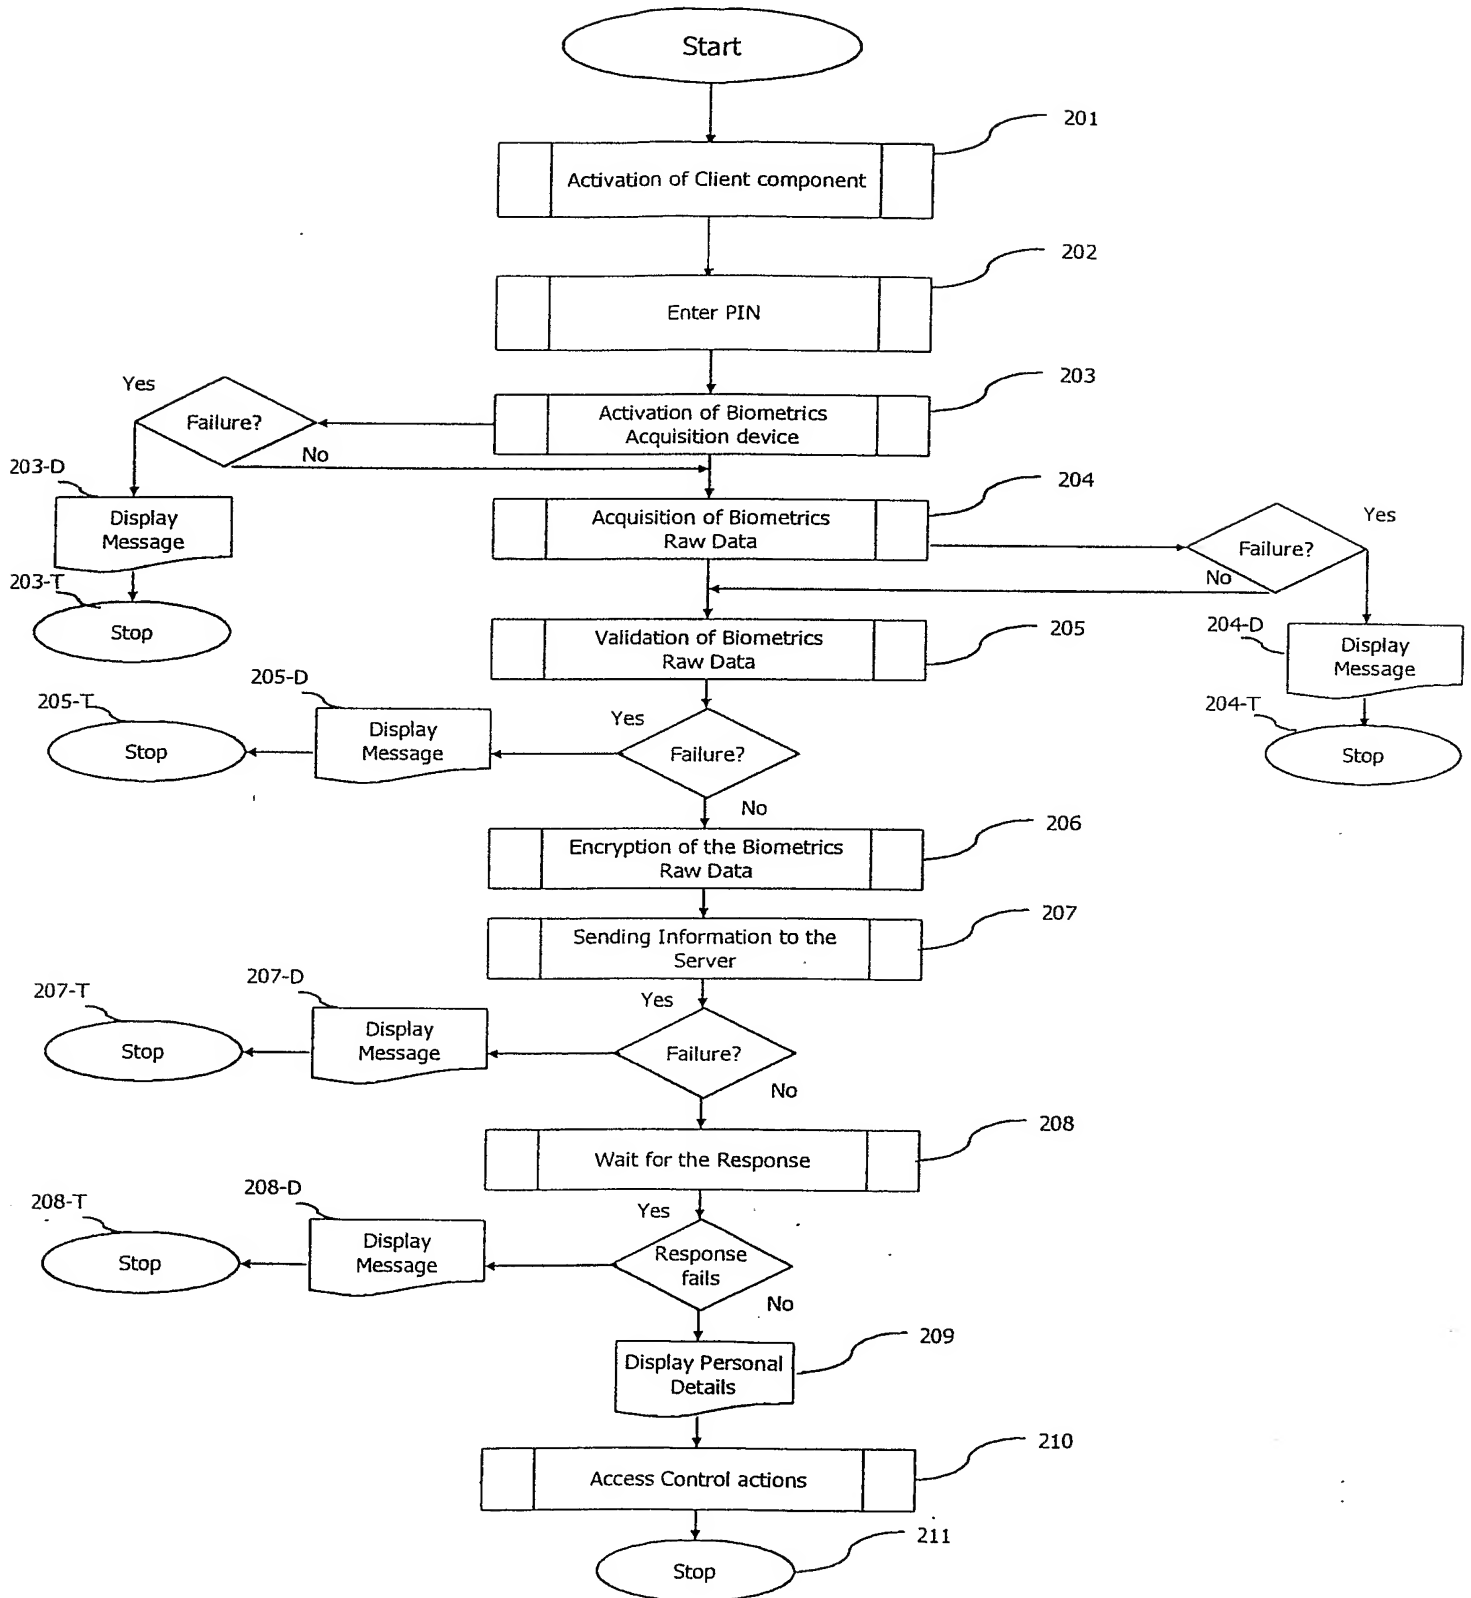 Start
201
Activation of Client component
202
Enter PIN
203
Yes
Failure?
Activation of Biometrics
Acquisition device
No
203-D
204
Display
Message
Acquisition of Biometrics
Raw Data
Yes
Failure?
No
203-T
Stop
205
Validation of Biometrics
Raw Data
204-D
Display
Message
205-D
205-T
204-T
Yes
Display
Message
Stop
Failure?
Stop
No
206
Encryption of the Biometrics
Raw Data
207
Sending Information to the
Server
207-D
207-T
Yes
Display
Message
Stop
Failure?
No
208
Wait for the Response
208-D
208-T
Yes
Display
Message
Stop
Response
fails
No
209
Display Personal
Details
210
Access Control actions
211
Stop